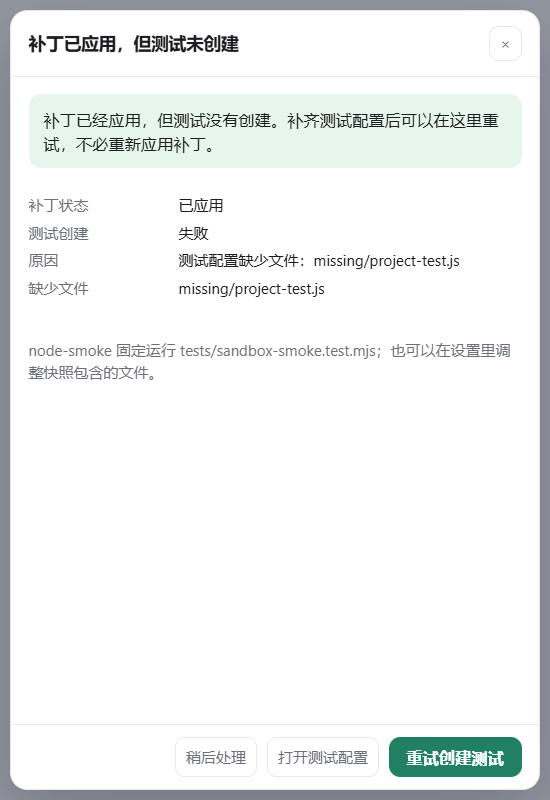 补丁已应用，但测试未创建
×
补丁已经应用，但测试没有创建。补齐测试配置后可以在这里重
试，不必重新应用补丁。
补丁状态 已应用
测试创建 失败
原因 测试配置缺少文件：missing/project-test.js
缺少文件 missing/project-test.js
node-smoke 固定运行 tests/sandbox-smoke.test.mjs；也可以在设置里调
整快照包含的文件。
稍后处理 打开测试配置 重试创建测试